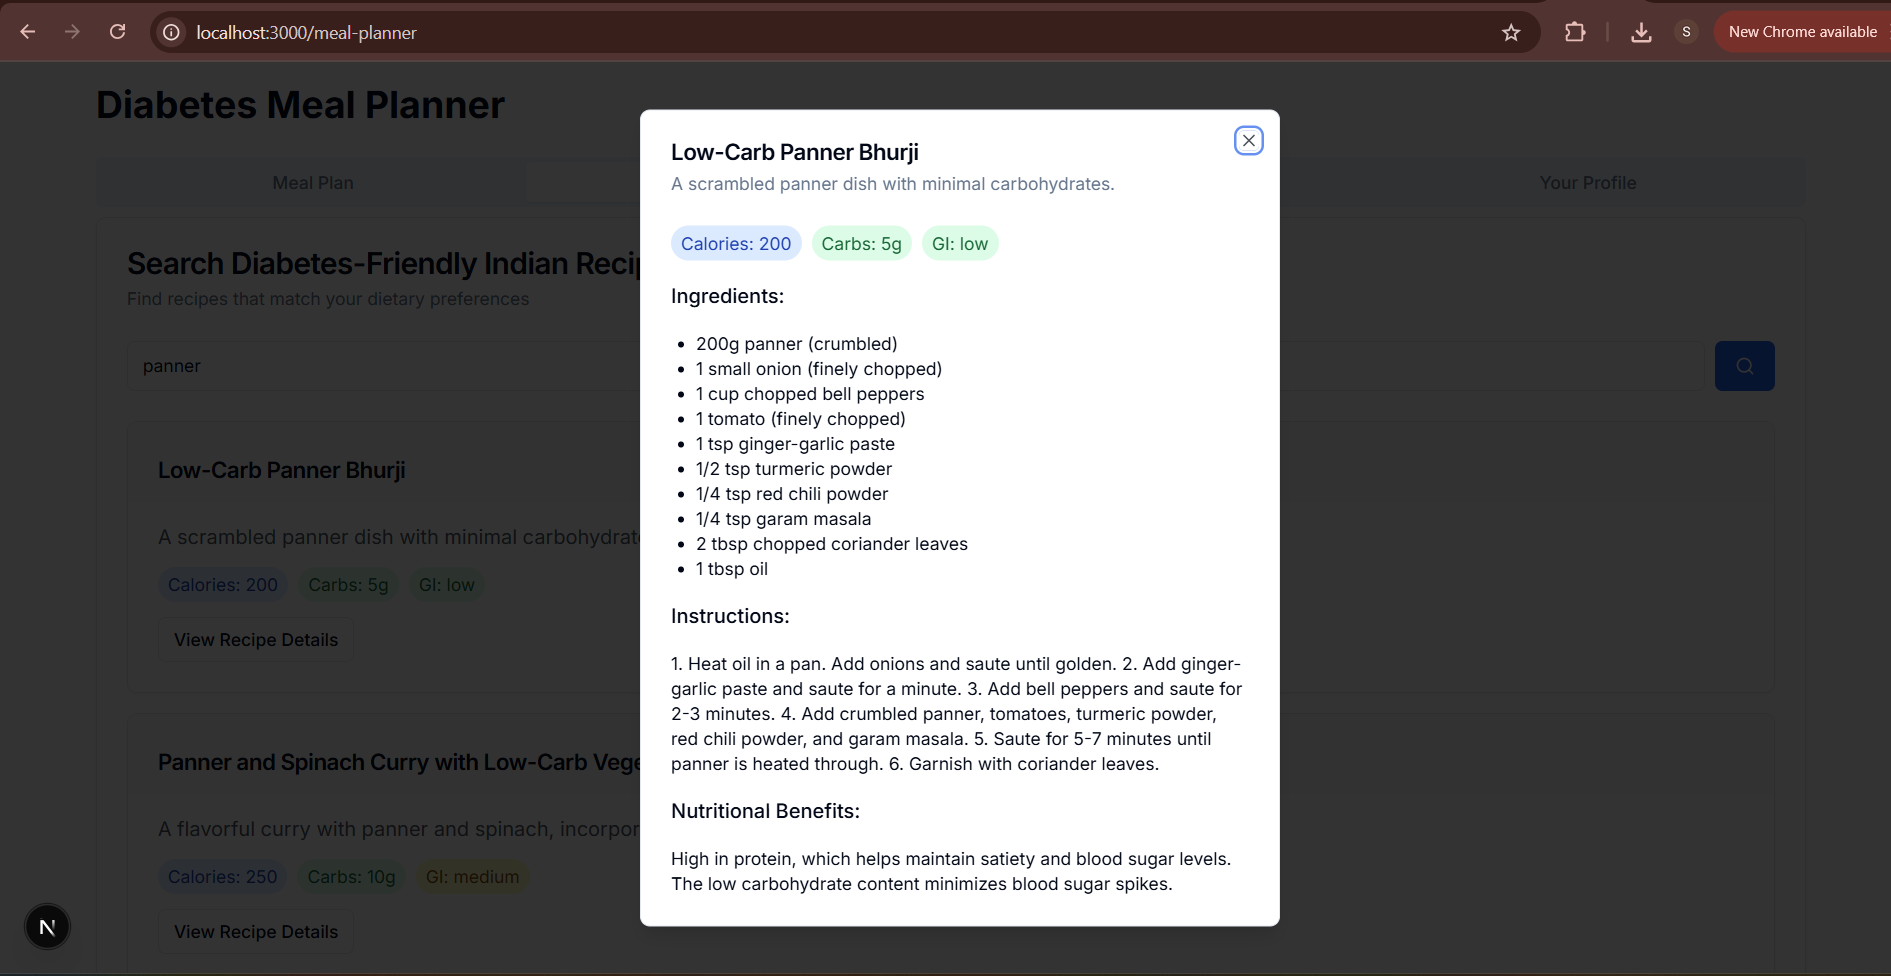 localhost:3000/meal-planner
S
New Chrome available
Diabetes Meal Planner
Meal Plan
Your Profile
Search Diabetes-Friendly Indian Recip
Find recipes that match your dietary preferences
panner
Low-Carb Panner Bhurji
A scrambled panner dish with minimal carbohydrat
Calories: 200
Carbs: 5g
GI: low
View Recipe Details
Panner and Spinach Curry with Low-Carb Vege
A flavorful curry with panner and spinach, incorpor
Calories: 250
Carbs: 10g
GI: medium
View Recipe Details
N
Low-Carb Panner Bhurji
A scrambled panner dish with minimal carbohydrates.
Calories: 200
Carbs: 5g
GI: low
Ingredients:
200g panner (crumbled)
1 small onion (finely chopped)
1 cup chopped bell peppers
1 tomato (finely chopped)
1 tsp ginger-garlic paste
1/2 tsp turmeric powder
1/4 tsp red chili powder
1/4 tsp garam masala
2 tbsp chopped coriander leaves
1 tbsp oil
Instructions:
1. Heat oil in a pan. Add onions and saute until golden. 2. Add ginger-
garlic paste and saute for a minute. 3. Add bell peppers and saute for
2-3 minutes. 4. Add crumbled panner, tomatoes, turmeric powder,
red chili powder, and garam masala. 5. Saute for 5-7 minutes until
panner is heated through. 6. Garnish with coriander leaves.
Nutritional Benefits:
High in protein, which helps maintain satiety and blood sugar levels.
The low carbohydrate content minimizes blood sugar spikes.